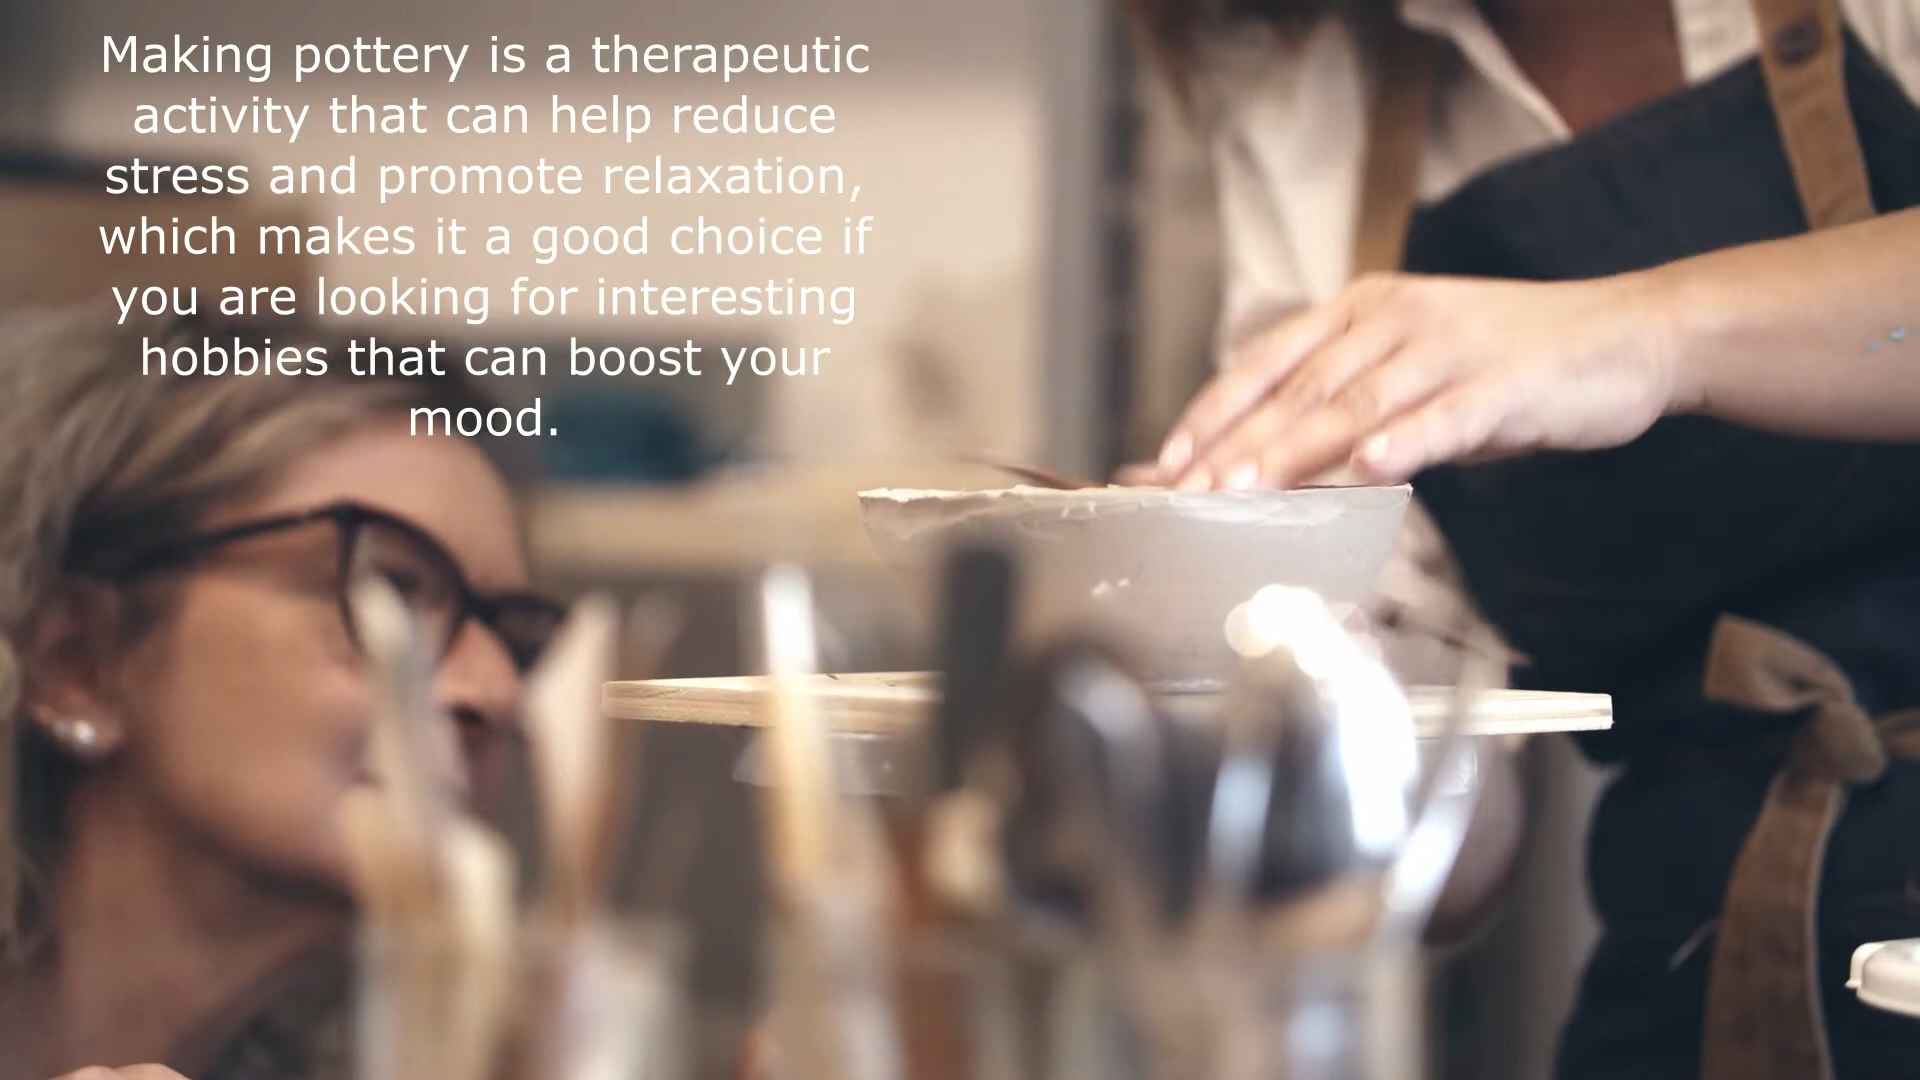 Making pottery is a therapeutic
activity that can help reduce
stress and promote relaxation,
which makes it a good choice if
you are looking for interesting
hobbies that can boost your
mood.